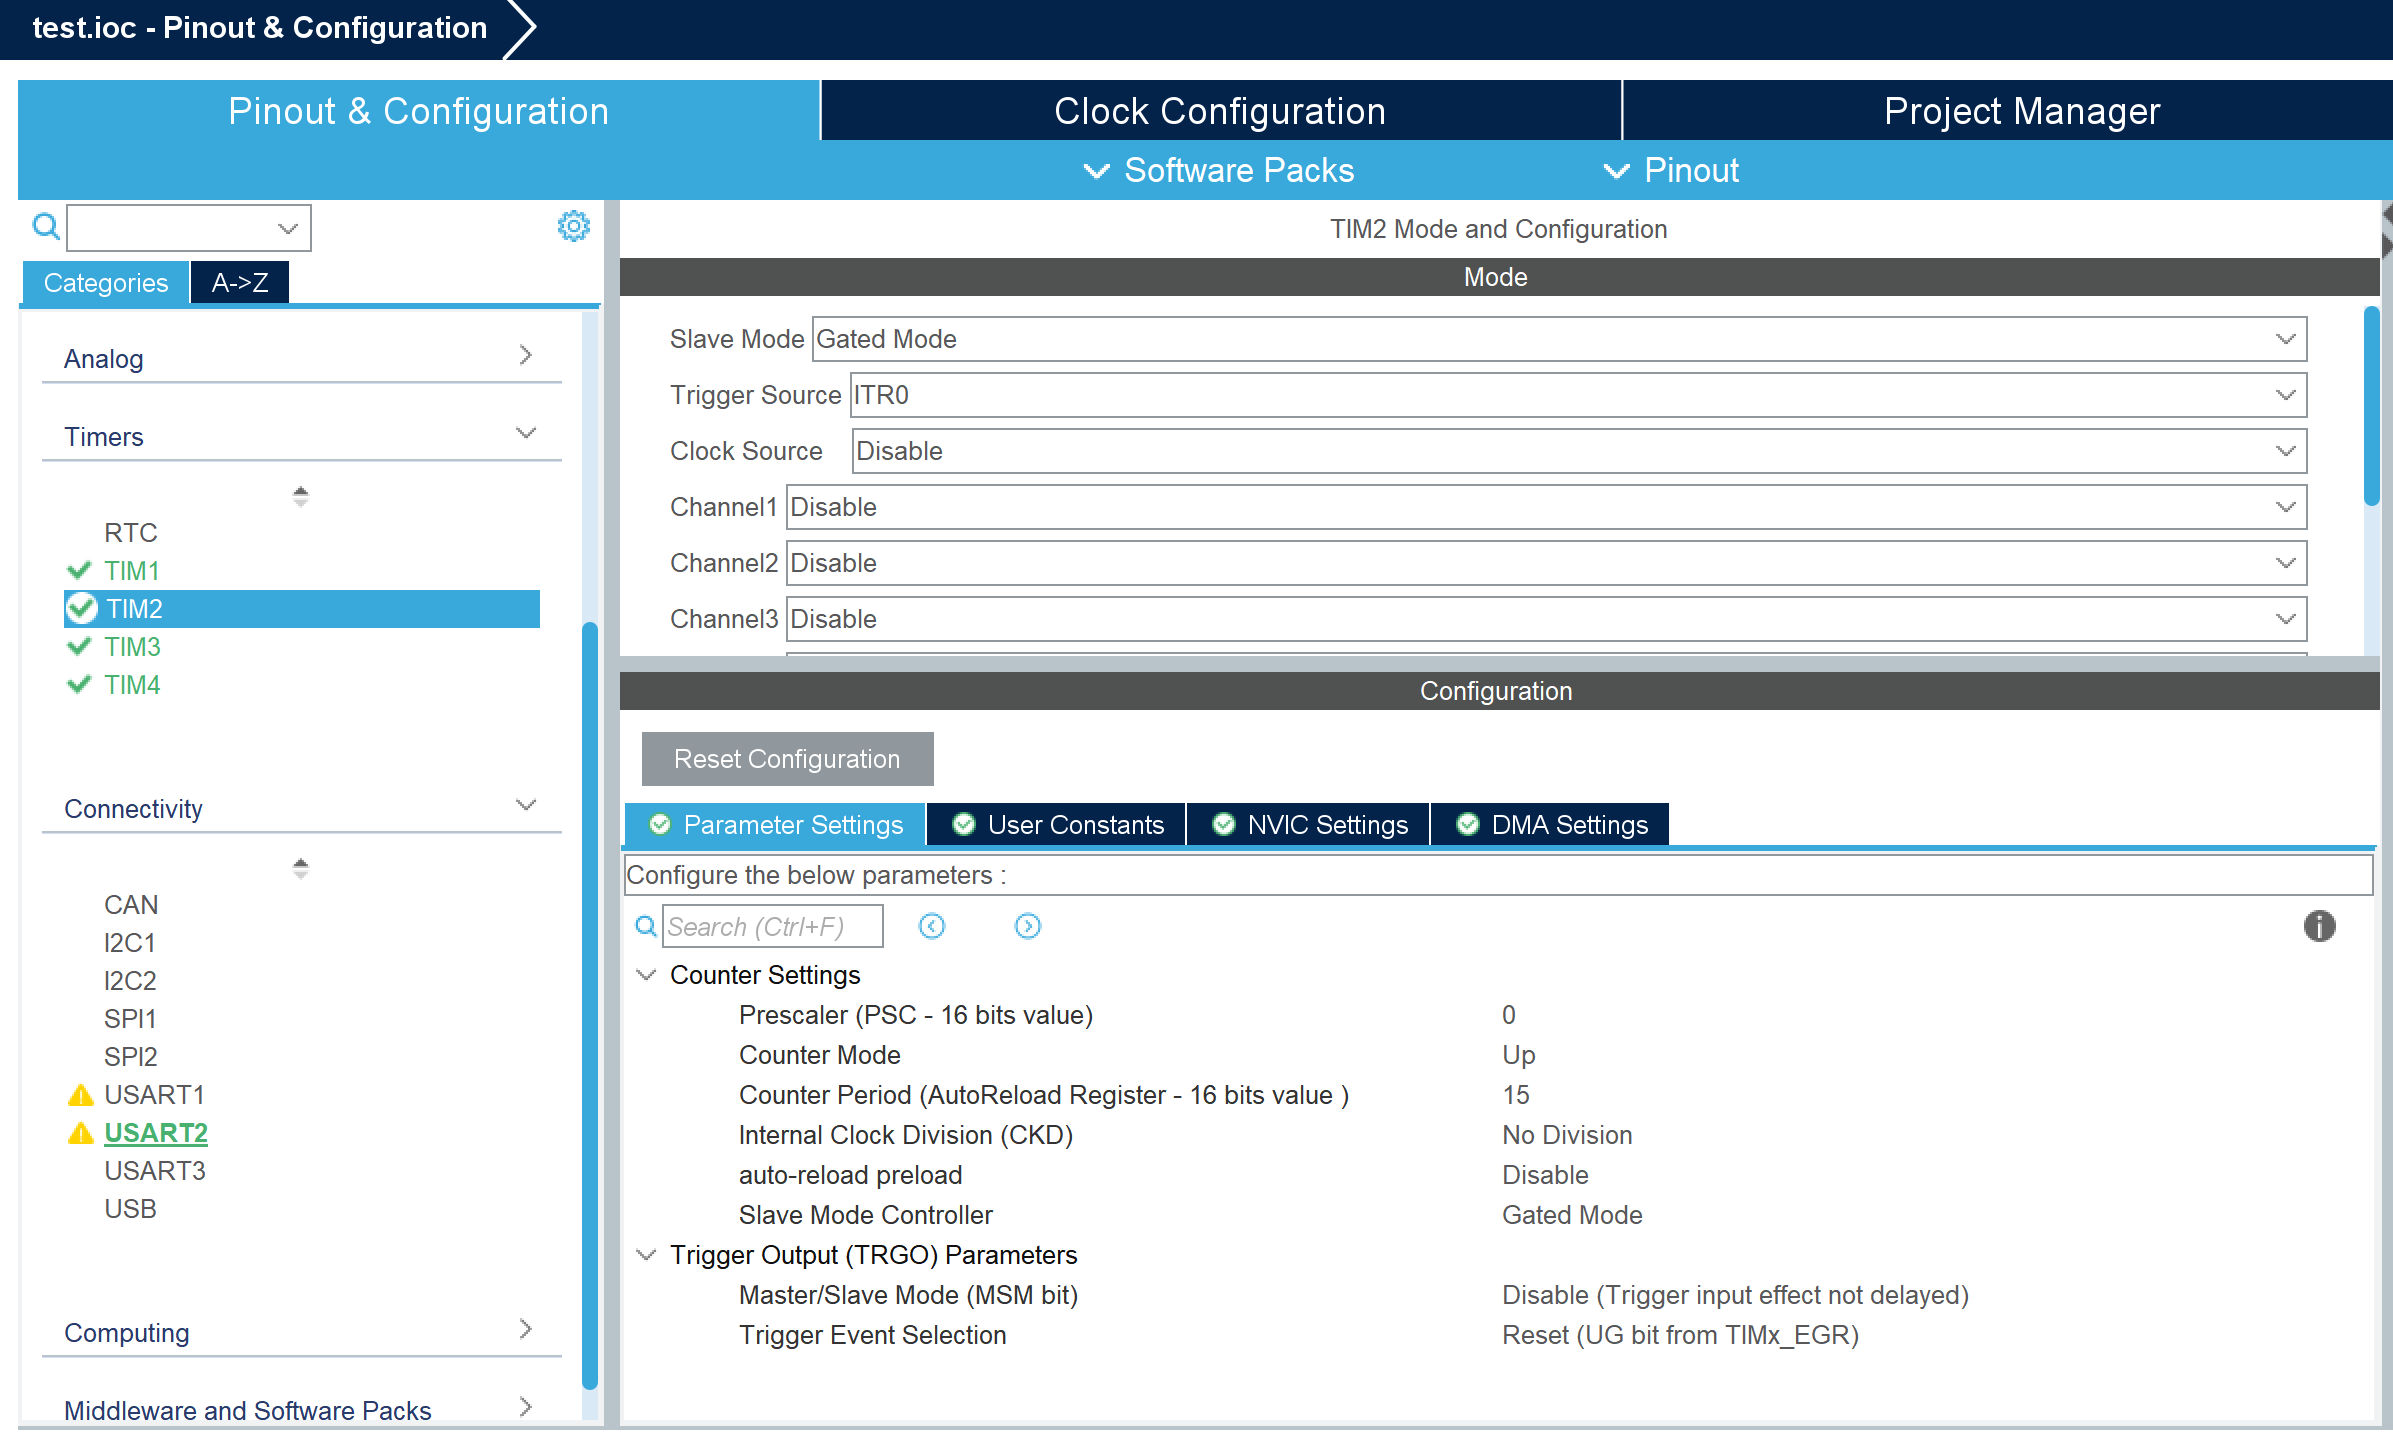 test.ioc - Pinout & Configuration
Pinout & Configuration
Clock Configuration
Project Manager
Software Packs
Pinout
Categories
A->Z
Analog
Timers
RTC
TIM1
TIM2
TIM3
TIM4
Connectivity
CAN
I2C1
I2C2
SPI1
SPI2
USART1
USART2
USART3
USB
Computing
Middleware and Software Packs
TIM2 Mode and Configuration
Mode
Slave Mode Gated Mode
Trigger Source ITR0
Clock Source Disable
Channel1 Disable
Channel2 Disable
Channel3 Disable
Configuration
Reset Configuration
Parameter Settings
User Constants
NVIC Settings
DMA Settings
Configure the below parameters :
Search (Ctrl+F)
Counter Settings
Prescaler (PSC - 16 bits value) 0
Counter Mode Up
Counter Period (AutoReload Register - 16 bits value ) 15
Internal Clock Division (CKD) No Division
auto-reload preload Disable
Slave Mode Controller Gated Mode
Trigger Output (TRGO) Parameters
Master/Slave Mode (MSM bit) Disable (Trigger input effect not delayed)
Trigger Event Selection Reset (UG bit from TIMx_EGR)